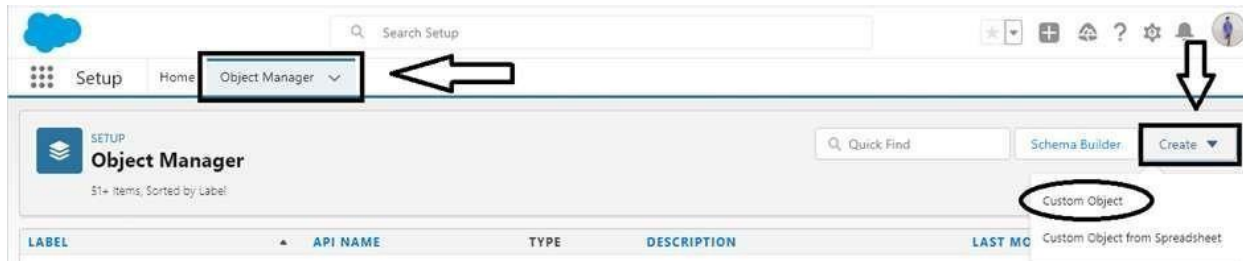 Search Setup
Setup Home Object Manager
SETUP
Object Manager
51+ Items, Sorted by Label
Quick Find
Schema Builder
Create
Custom Object
Custom Object from Spreadsheet
LABEL API NAME TYPE DESCRIPTION LAST MO